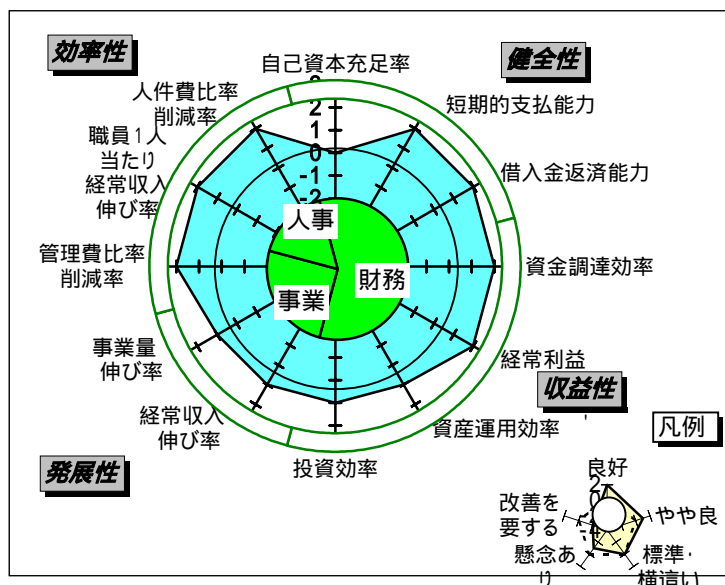 効率性
自己資本充足率
健全性
人件費比率
削減率
短期的支払能力
職員1人
当たり
経常収入
伸び率
借入金返済能力
3
2
1
0
-1
-2
人事
管理費比率
削減率
財務
資金調達効率
事業
事業量
伸び率
経常利益
収益性
経常収入
伸び率
資産運用効率
凡例
投資効率
発展性
良好
2
0
-4
改善を
要する
やや良
懸念あ
り
標準・
横這い